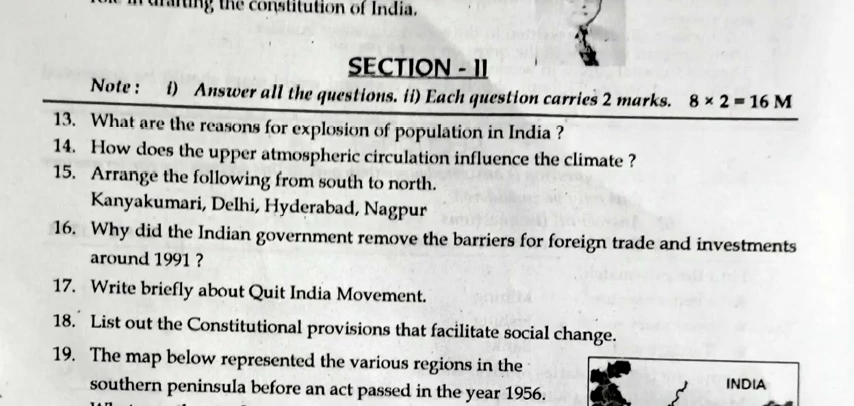 drafting the constitution of India.
SECTION - II
Note : i) Answer all the questions. ii) Each question carries 2 marks. 8 × 2 = 16 M
13. What are the reasons for explosion of population in India ?
14. How does the upper atmospheric circulation influence the climate ?
15. Arrange the following from south to north.
Kanyakumari, Delhi, Hyderabad, Nagpur
16. Why did the Indian government remove the barriers for foreign trade and investments
around 1991 ?
17. Write briefly about Quit India Movement.
18. List out the Constitutional provisions that facilitate social change.
19. The map below represented the various regions in the
southern peninsula before an act passed in the year 1956.
INDIA